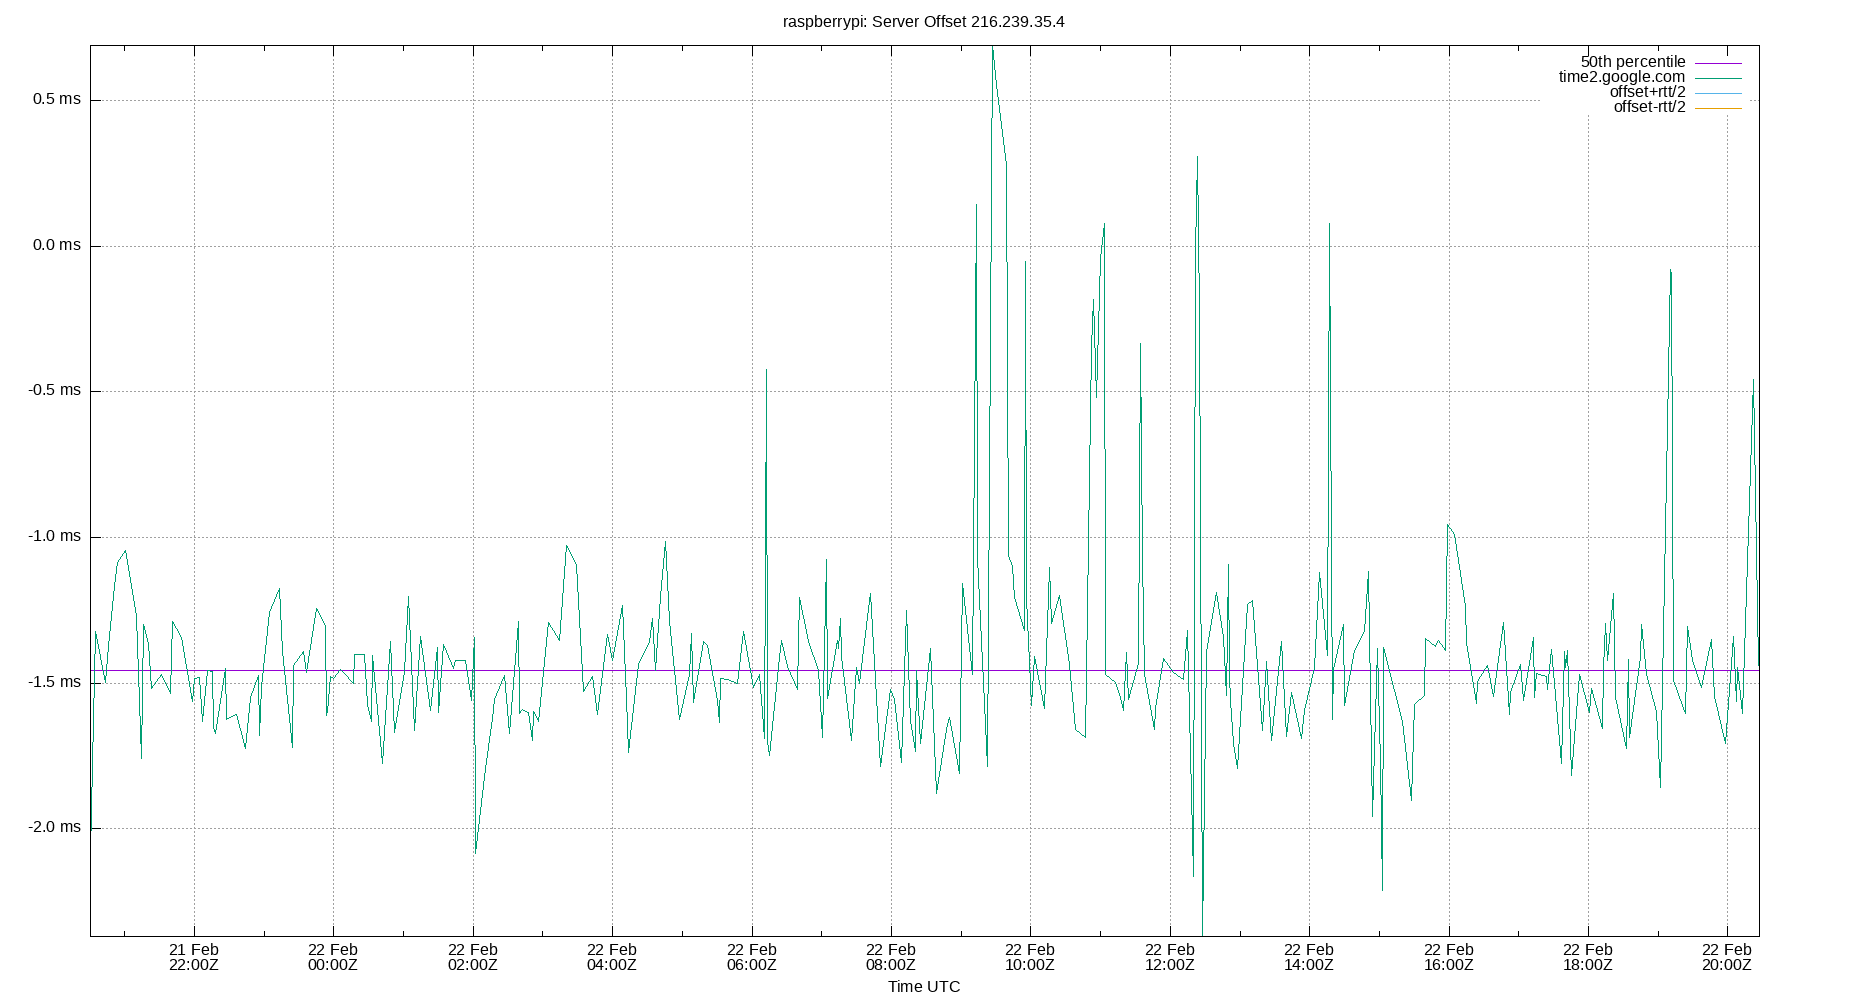 raspberrypi: Server Offset 216.239.35.4
50th percentile
time2.google.com
offset+rtt/2
offset-rtt/2
0.5 ms
0.0 ms
-0.5 ms
-1.0 ms
-1.5 ms
-2.0 ms
21 Feb 22 Feb 22 Feb 22 Feb 22 Feb 22 Feb 22 Feb 22 Feb 22 Feb 22 Feb 22 Feb 22 Feb
22:00Z 00:00Z 02:00Z 04:00Z 06:00Z 08:00Z 10:00Z 12:00Z 14:00Z 16:00Z 18:00Z 20:00Z
Time UTC